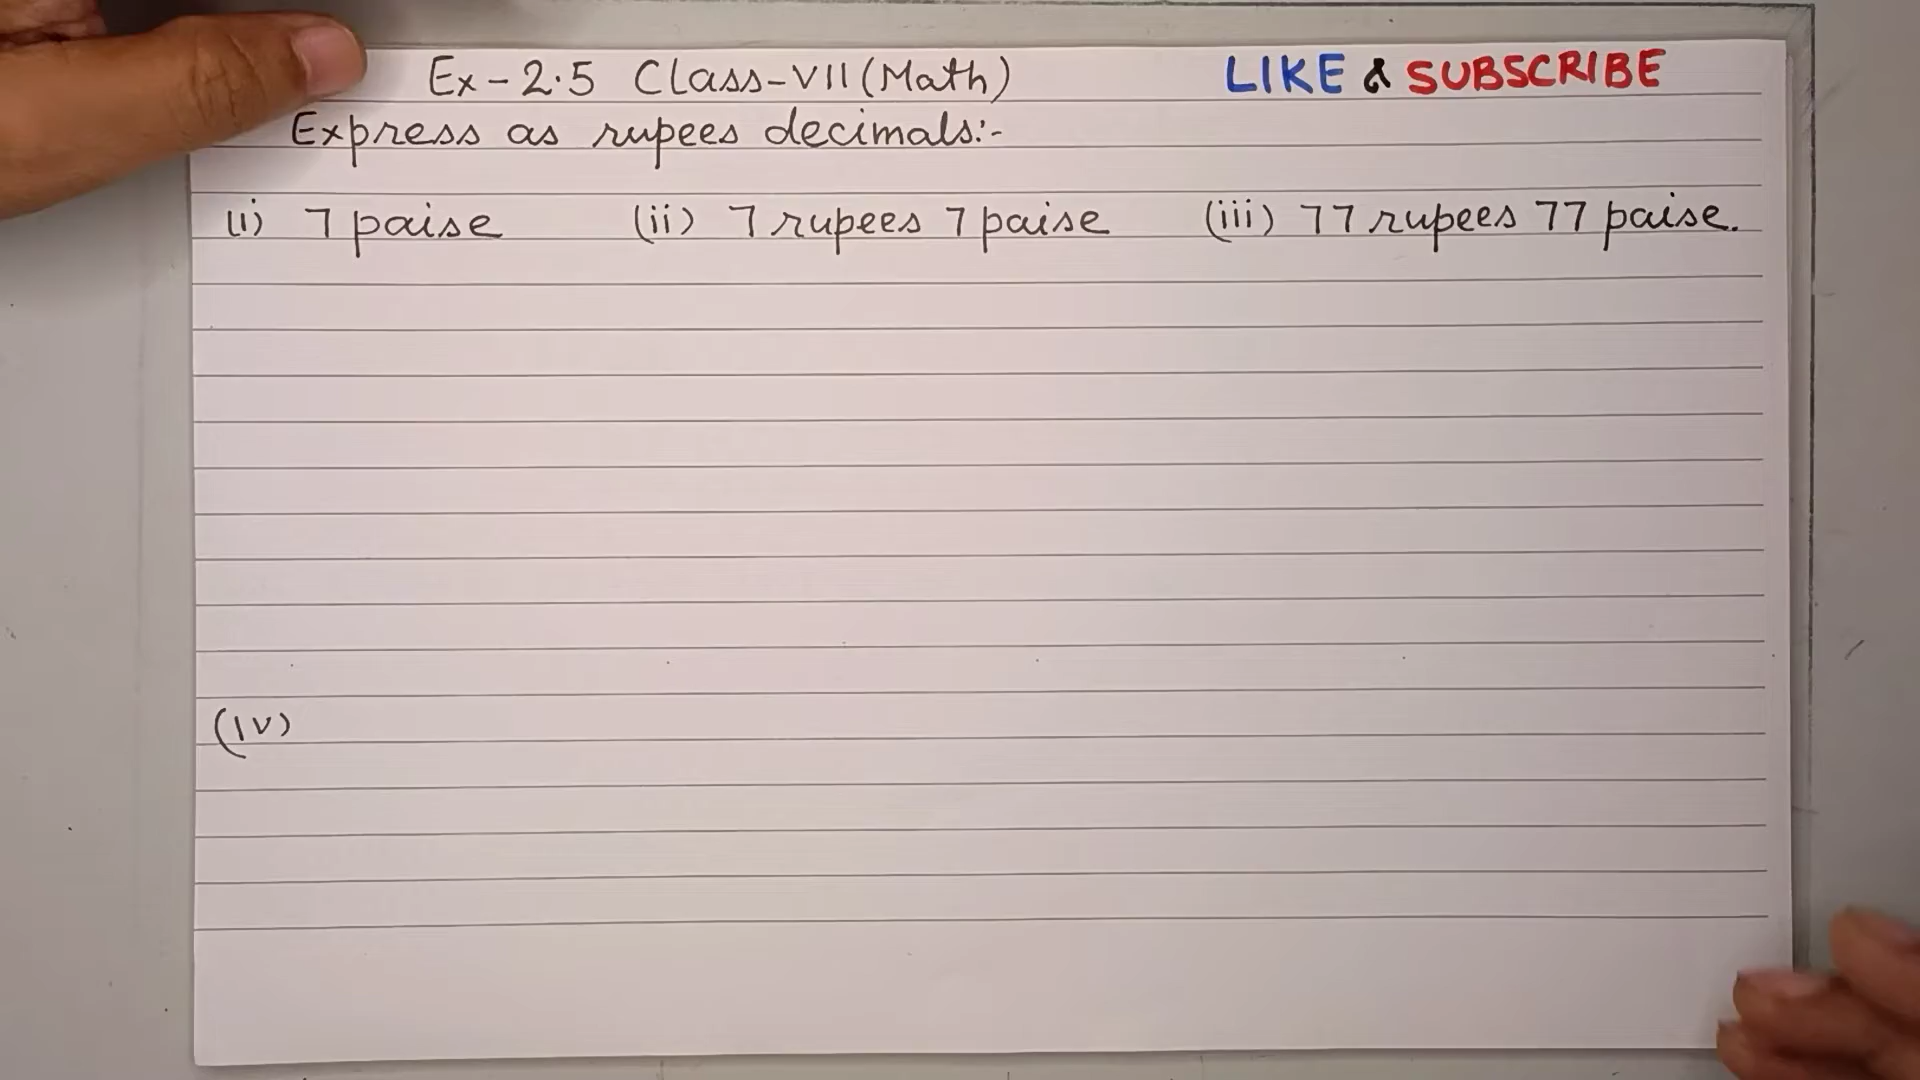 Ex-2.5 Class-VII (Math) LIKE & SUBSCRIBE
Express as rupees decimals:-
(i) 7 paise (ii) 7 rupees 7 paise (iii) 77 rupees 77 paise.
(iv)